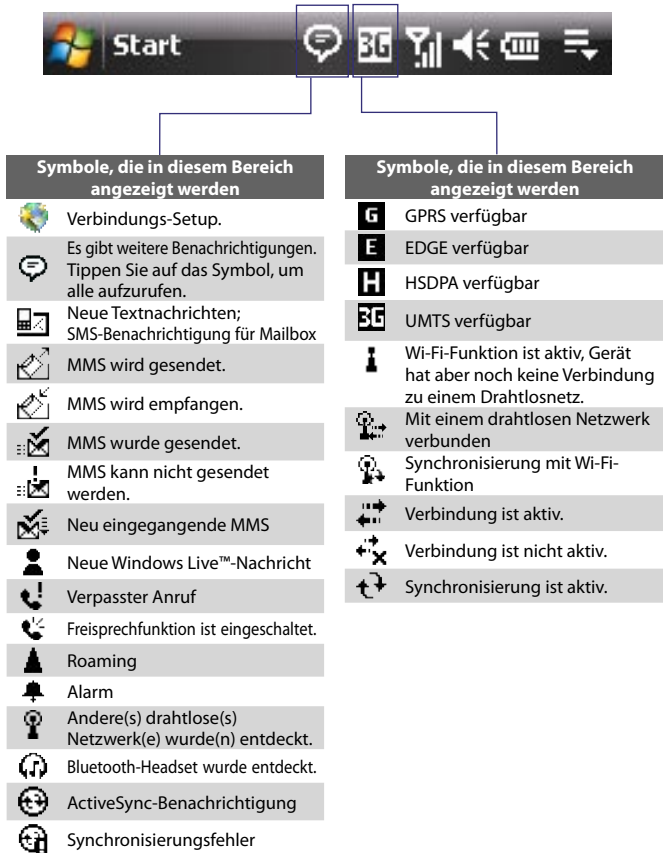 Start
3G
Symbole, die in diesem Bereich
angezeigt werden
Verbindungs-Setup.
Es gibt weitere Benachrichtigungen.
Tippen Sie auf das Symbol, um
alle aufzurufen.
Neue Textnachrichten;
SMS-Benachrichtigung für Mailbox
MMS wird gesendet.
MMS wird empfangen.
MMS wurde gesendet.
MMS kann nicht gesendet
werden.
Neu eingegangende MMS
Neue Windows Live™-Nachricht
Verpasster Anruf
Freisprechfunktion ist eingeschaltet.
Roaming
Alarm
Andere(s) drahtlose(s)
Netzwerk(e) wurde(n) entdeckt.
Bluetooth-Headset wurde entdeckt.
ActiveSync-Benachrichtigung
Synchronisierungsfehler
Symbole, die in diesem Bereich
angezeigt werden
G GPRS verfügbar
E EDGE verfügbar
H HSDPA verfügbar
3G UMTS verfügbar
Wi-Fi-Funktion ist aktiv, Gerät
hat aber noch keine Verbindung
zu einem Drahtlosnetz.
Mit einem drahtlosen Netzwerk
verbunden
Synchronisierung mit Wi-Fi-
Funktion
Verbindung ist aktiv.
Verbindung ist nicht aktiv.
Synchronisierung ist aktiv.